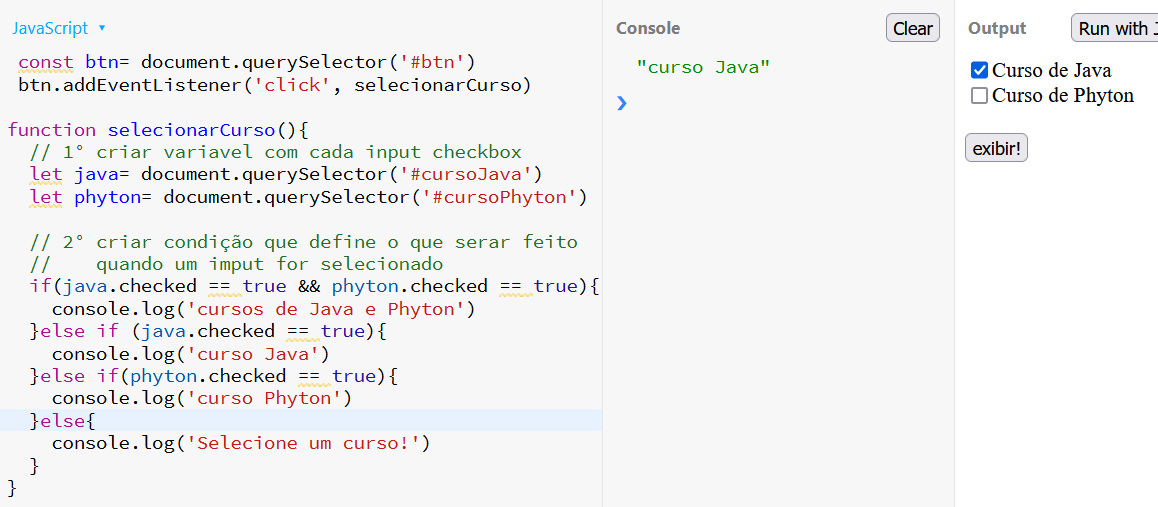 JavaScript
const btn= document.querySelector('#btn')
btn.addEventListener('click', selecionarCurso)
function selecionarCurso(){
// 1° criar variavel com cada input checkbox
let java= document.querySelector('#cursoJava')
let phyton= document.querySelector('#cursoPhyton')
// 2° criar condição que define o que serar feito
// quando um imput for selecionado
if(java.checked == true && phyton.checked == true){
console.log('cursos de Java e Phyton')
}else if (java.checked == true){
console.log('curso Java')
}else if(phyton.checked == true){
console.log('curso Phyton')
}else{
console.log('Selecione um curso!')
}
}
Console
Clear
"curso Java"
Output
Run with J
Curso de Java
Curso de Phyton
exibir!